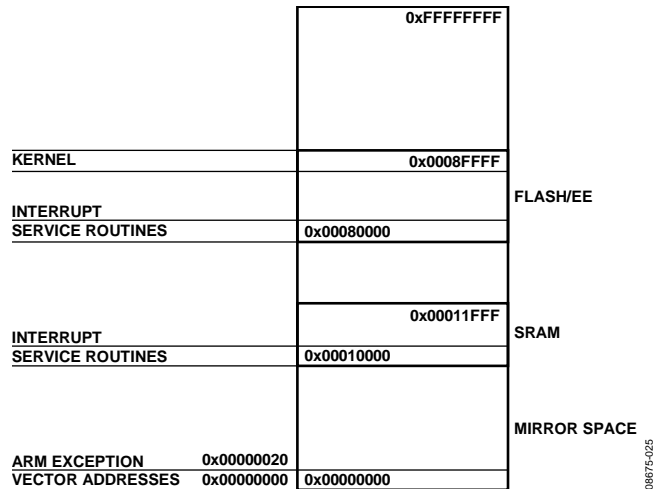 0xFFFFFFFF
KERNEL 0x0008FFFF
FLASH/EE
INTERRUPT
SERVICE ROUTINES 0x00080000
0x00011FFF
SRAM
INTERRUPT
SERVICE ROUTINES 0x00010000
MIRROR SPACE
ARM EXCEPTION 0x00000020
VECTOR ADDRESSES 0x00000000 0x00000000
08675-025